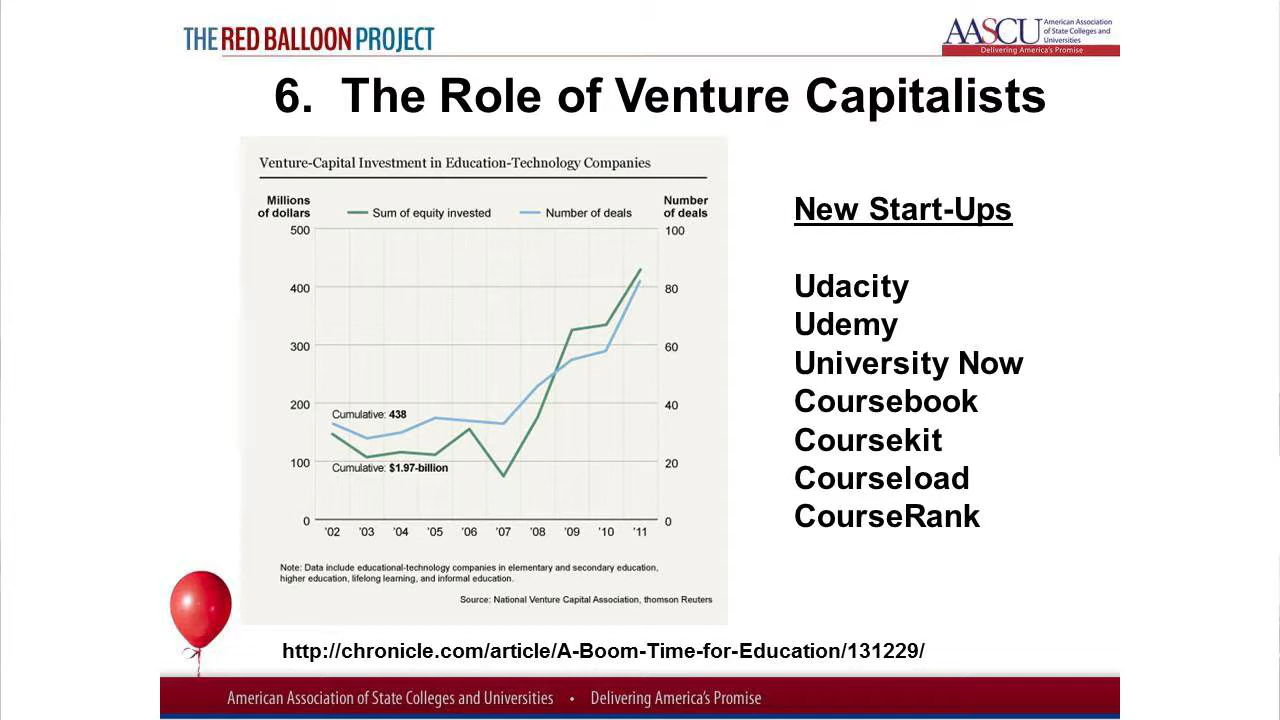 THE RED BALLOON PROJECT
AASCU
American Association
of State Colleges and
Universities
Delivering America's Promise
6. The Role of Venture Capitalists
Venture-Capital Investment in Education-Technology Companies
Millions
of dollars
Sum of equity invested
Number of deals
Number
of deals
500
400
300
200
100
0
100
80
60
40
20
0
Cumulative: 438
Cumulative: $1.97-billion
'02 '03 '04 '05 '06 '07 '08 '09 '10 '11
Note: Data include educational-technology companies in elementary and secondary education,
higher education, lifelong learning, and informal education.
Source: National Venture Capital Association, thomson Reuters
New Start-Ups
Udacity
Udemy
University Now
Coursebook
Coursekit
Courseload
CourseRank
http://chronicle.com/article/A-Boom-Time-for-Education/131229/
American Association of State Colleges and Universities • Delivering America's Promise